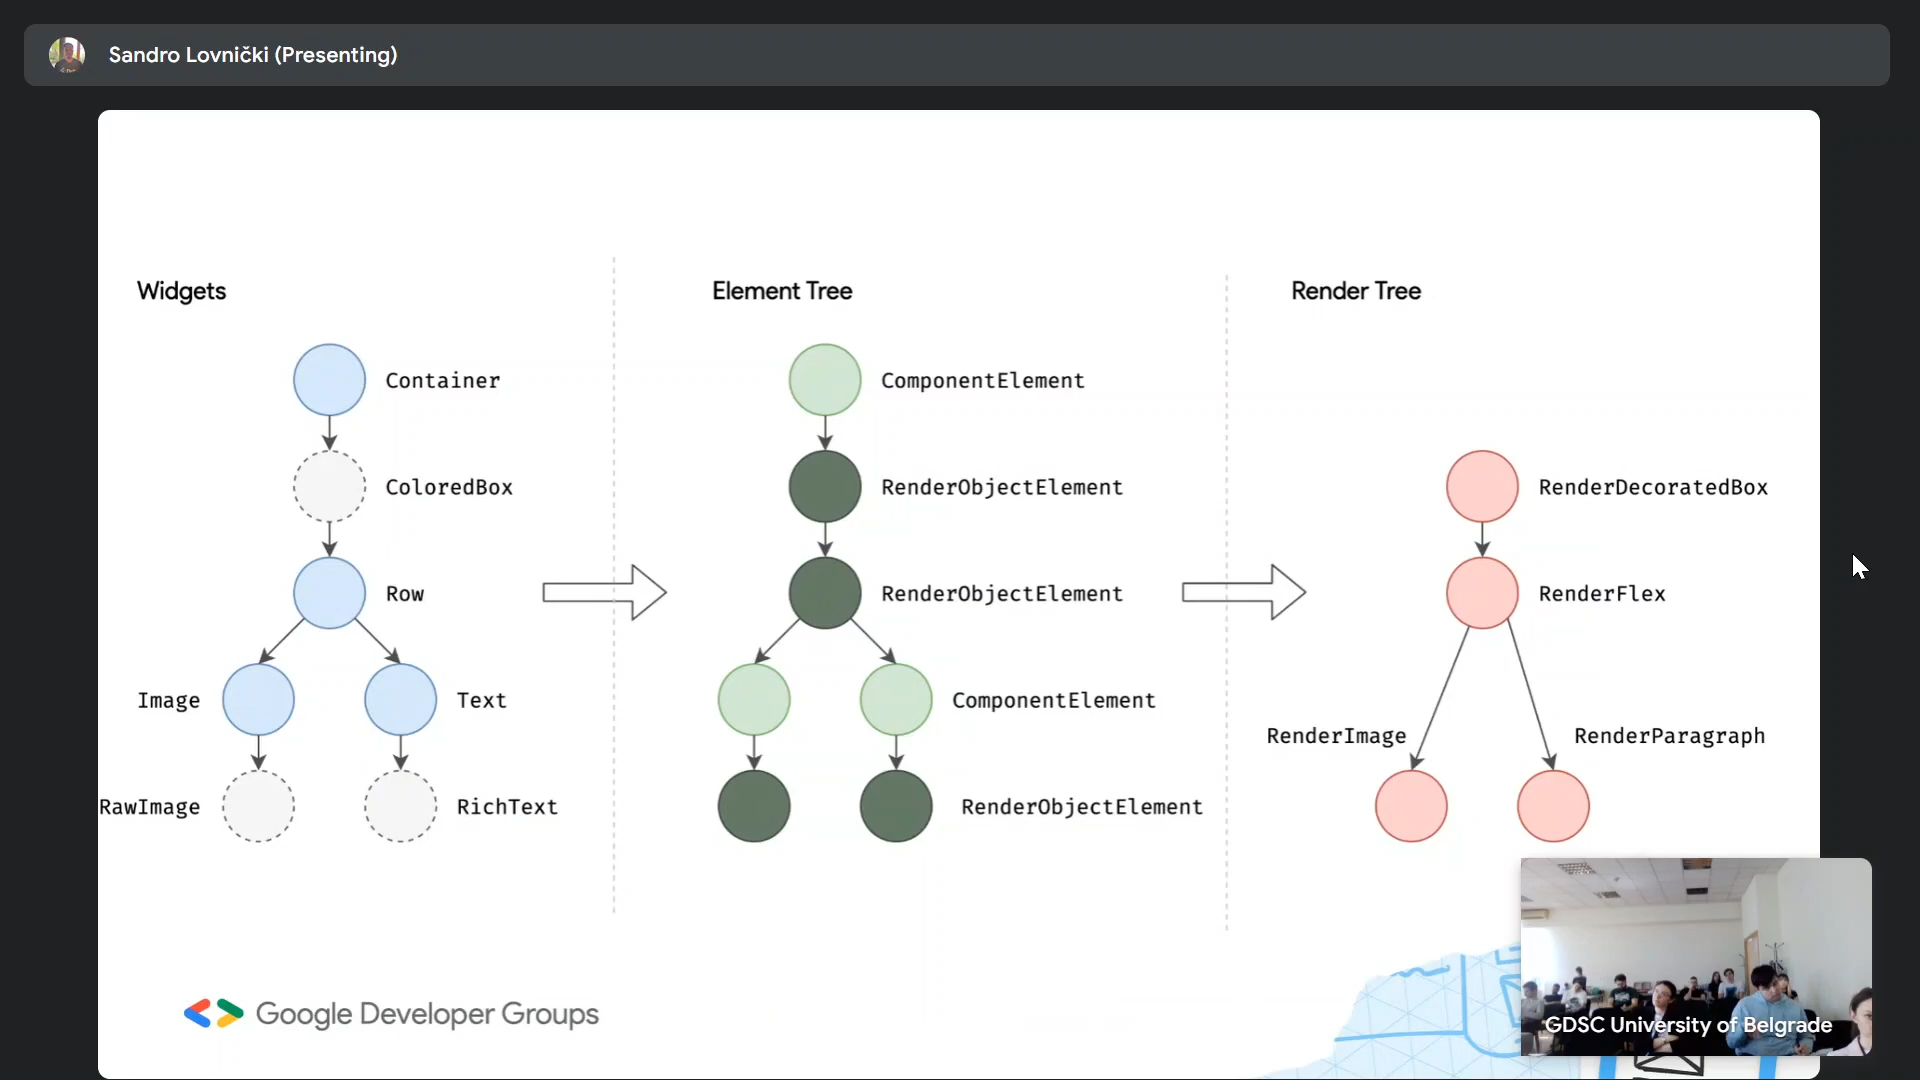 Sandro Lovnički (Presenting)
Widgets
Element Tree
Render Tree
Container
ComponentElement
ColoredBox
RenderObjectElement
RenderDecoratedBox
Row
RenderObjectElement
RenderFlex
Image
Text
ComponentElement
RenderImage
RenderParagraph
RawImage
RichText
RenderObjectElement
Google Developer Groups
GDSC University of Belgrade